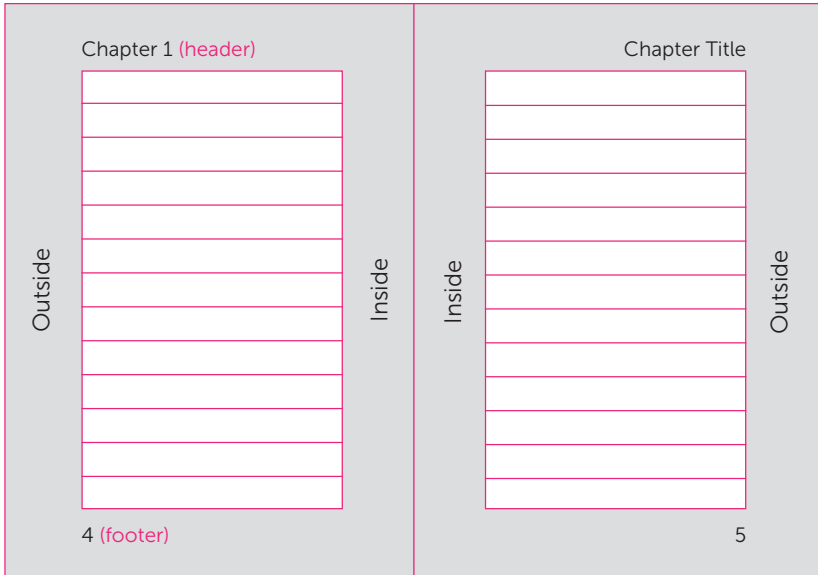 Chapter 1 (header)
Outside
Inside
4 (footer)
Chapter Title
Inside
Outside
5